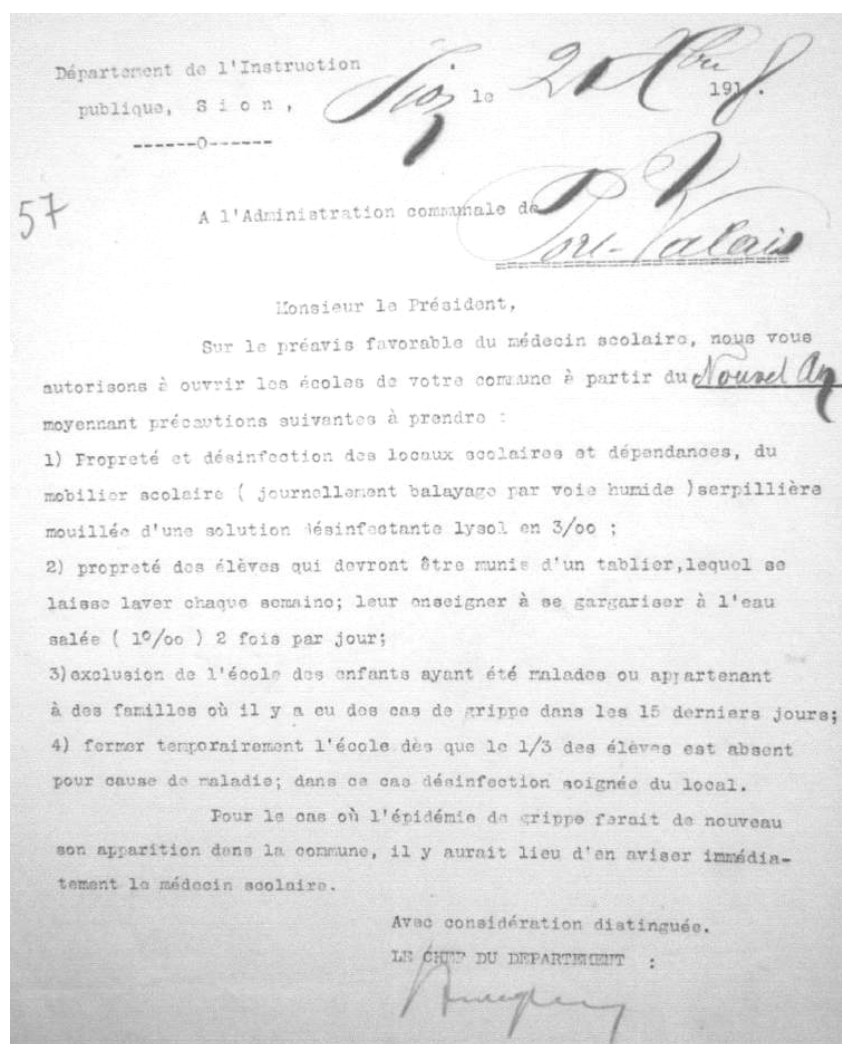 Département de l'Instruction
publique, S i o n ,
------0------
Sion le 20 Xbre 1918.
57
A l'Administration communale de
Port-Valais
Monsieur le Président,
Sur le préavis favorable du médecin scolaire, nous vous
autorisons à ouvrir les écoles de votre commune à partir du Nouvel An
moyennant précautions suivantes à prendre :
1) Propreté et désinfection des locaux scolaires et dépendances, du
mobilier scolaire ( journellement balayage par voie humide )serpillière
mouillée d'une solution désinfectante lysol en 3/oo ;
2) propreté des élèves qui devront être munis d'un tablier,lequel se
laisse laver chaque semaine; leur enseigner à se gargariser à l'eau
salée ( 1º/oo ) 2 fois par jour;
3)exclusion de l'école des enfants ayant été malades ou appartenant
à des familles où il y a eu des cas de grippe dans les 15 derniers jours;
4) fermer temporairement l'école dès que le 1/3 des élèves est absent
pour cause de maladie; dans ce cas désinfection soignée du local.
Pour le cas où l'épidémie de grippe ferait de nouveau
son apparition dans la commune, il y aurait lieu d'en aviser immédia-
tement le médecin scolaire.
Avec considération distinguée.
LE CHEF DU DEPARTEMENT :